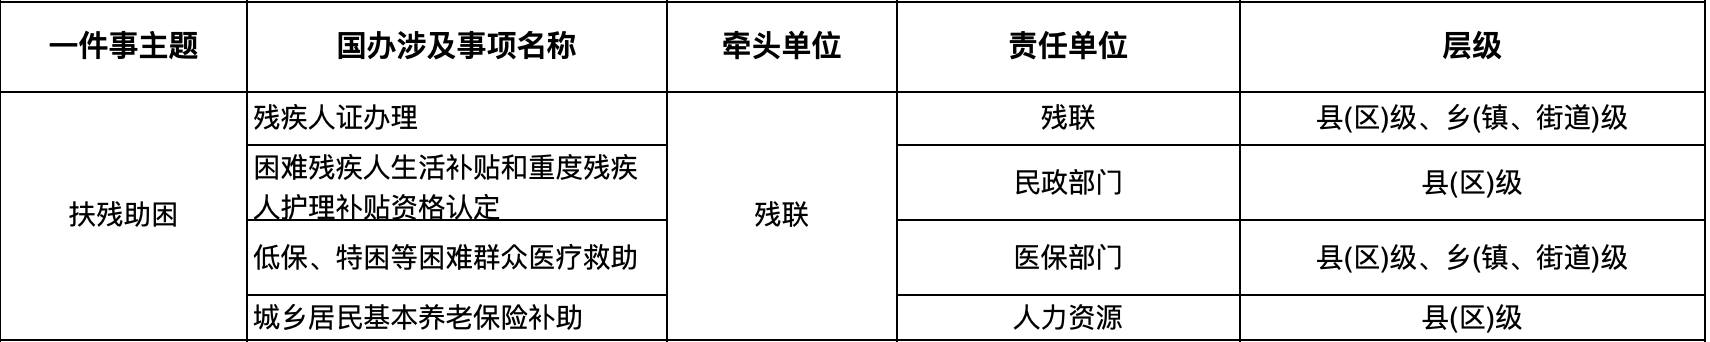 一件事主题 国办涉及事项名称 牵头单位 责任单位 层级
残疾人证办理 残联 县(区)级、乡(镇、街道)级
困难残疾人生活补贴和重度残疾
人护理补贴资格认定
民政部门 县(区)级
扶残助困 残联
低保、特困等困难群众医疗救助 医保部门 县(区)级、乡(镇、街道)级
城乡居民基本养老保险补助 人力资源 县(区)级